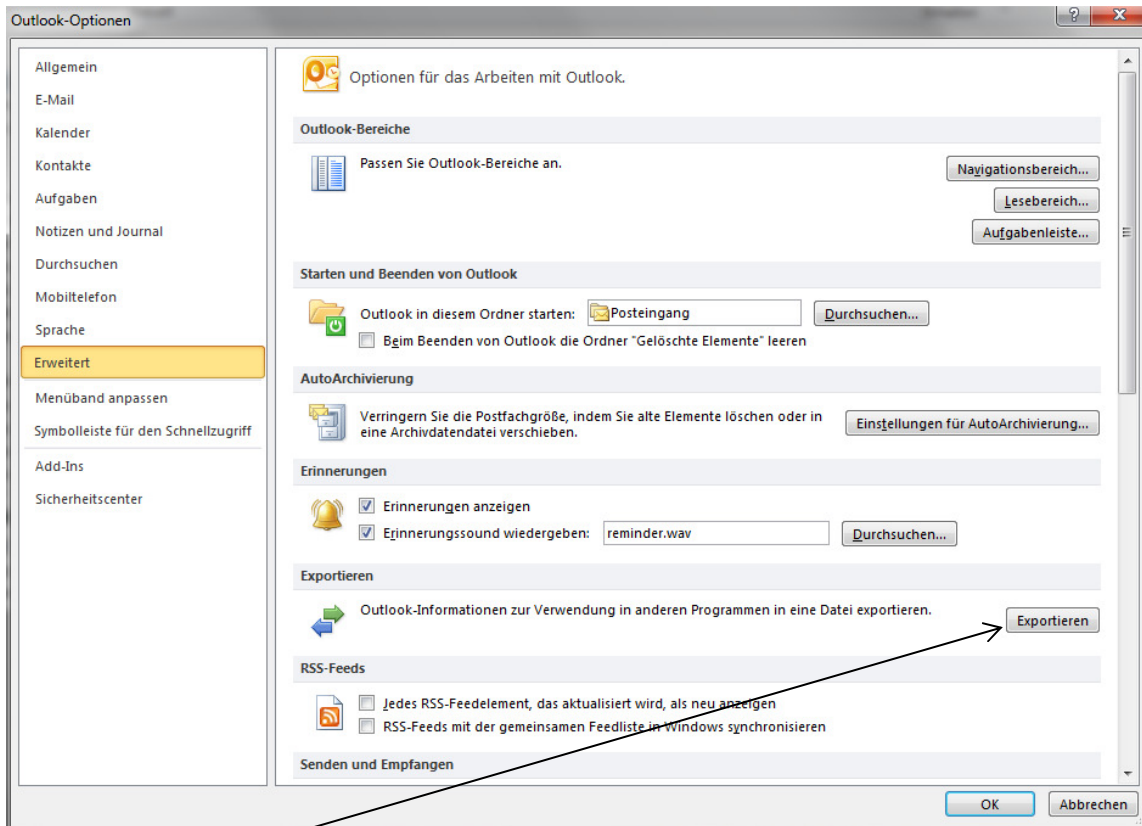 Outlook-Optionen
Allgemein
E-Mail
Kalender
Kontakte
Aufgaben
Notizen und Journal
Durchsuchen
Mobiltelefon
Sprache
Erweitert
Menüband anpassen
Symbolleiste für den Schnellzugriff
Add-Ins
Sicherheitscenter
Optionen für das Arbeiten mit Outlook.
Outlook-Bereiche
Passen Sie Outlook-Bereiche an.
Navigationsbereich...
Lesebereich...
Aufgabenleiste...
Starten und Beenden von Outlook
Outlook in diesem Ordner starten: Posteingang Durchsuchen...
Beim Beenden von Outlook die Ordner "Gelöschte Elemente" leeren
AutoArchivierung
Verringern Sie die Postfachgröße, indem Sie alte Elemente löschen oder in
eine Archivdatendatei verschieben.
Einstellungen für AutoArchivierung...
Erinnerungen
Erinnerungen anzeigen
Erinnerungssound wiedergeben: reminder.wav Durchsuchen...
Exportieren
Outlook-Informationen zur Verwendung in anderen Programmen in eine Datei exportieren.
Exportieren
RSS-Feeds
Jedes RSS-Feedelement, das aktualisiert wird, als neu anzeigen
RSS-Feeds mit der gemeinsamen Feedliste in Windows synchronisieren
Senden und Empfangen
OK Abbrechen